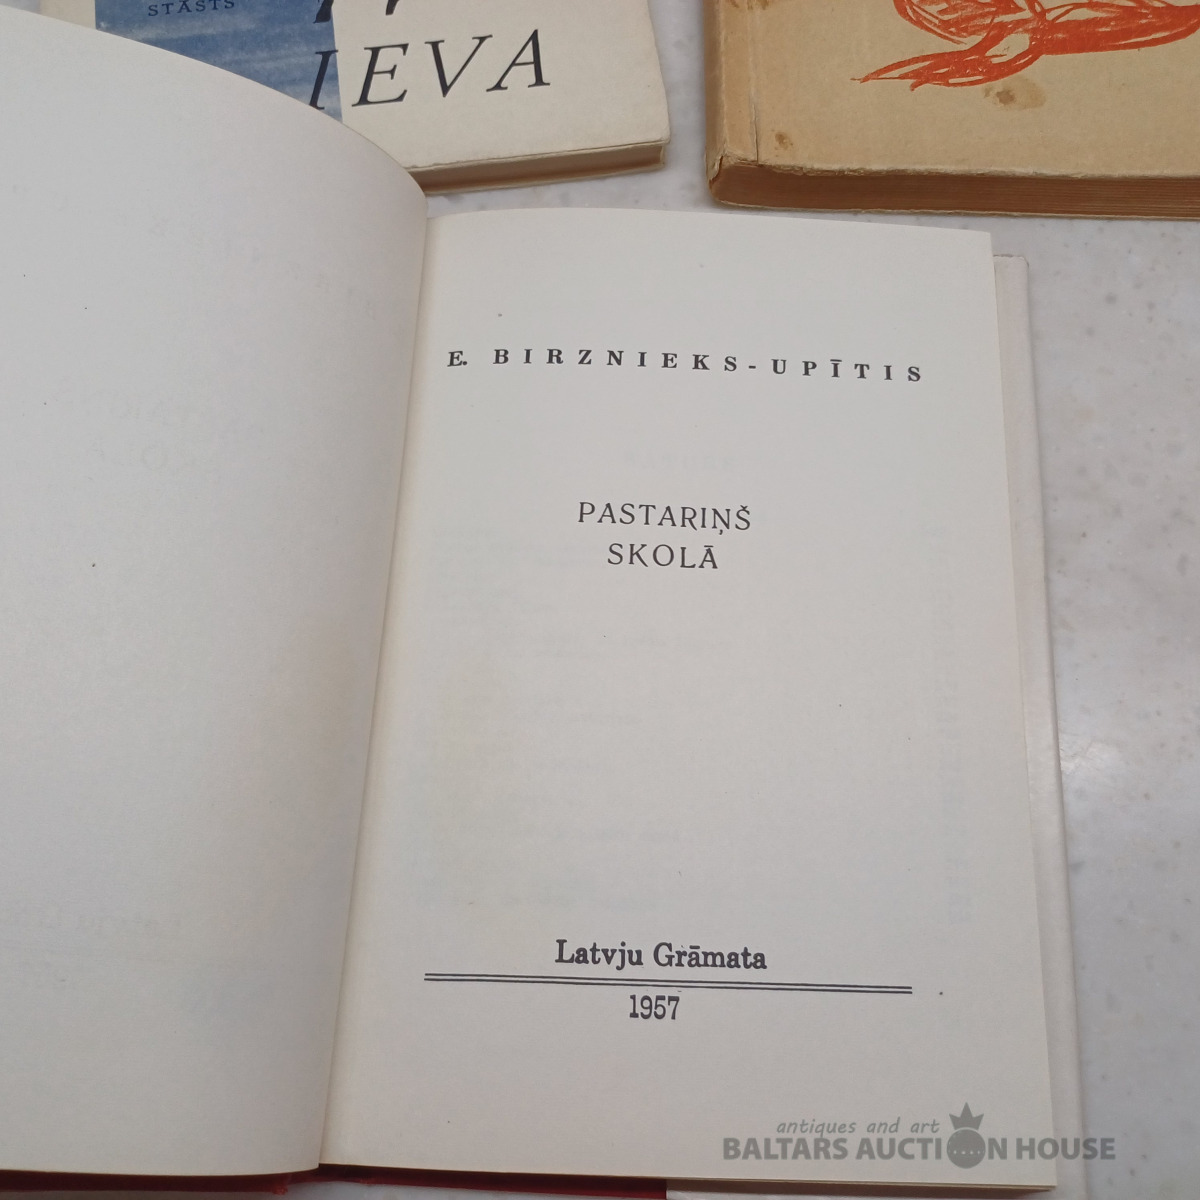 STĀSTS
IEVA
E. BIRZNIEKS-UPĪTIS
PASTARIŅŠ
SKOLĀ
Latvju Grāmata
1957
antiques and art
BALTARS AUCTION HOUSE